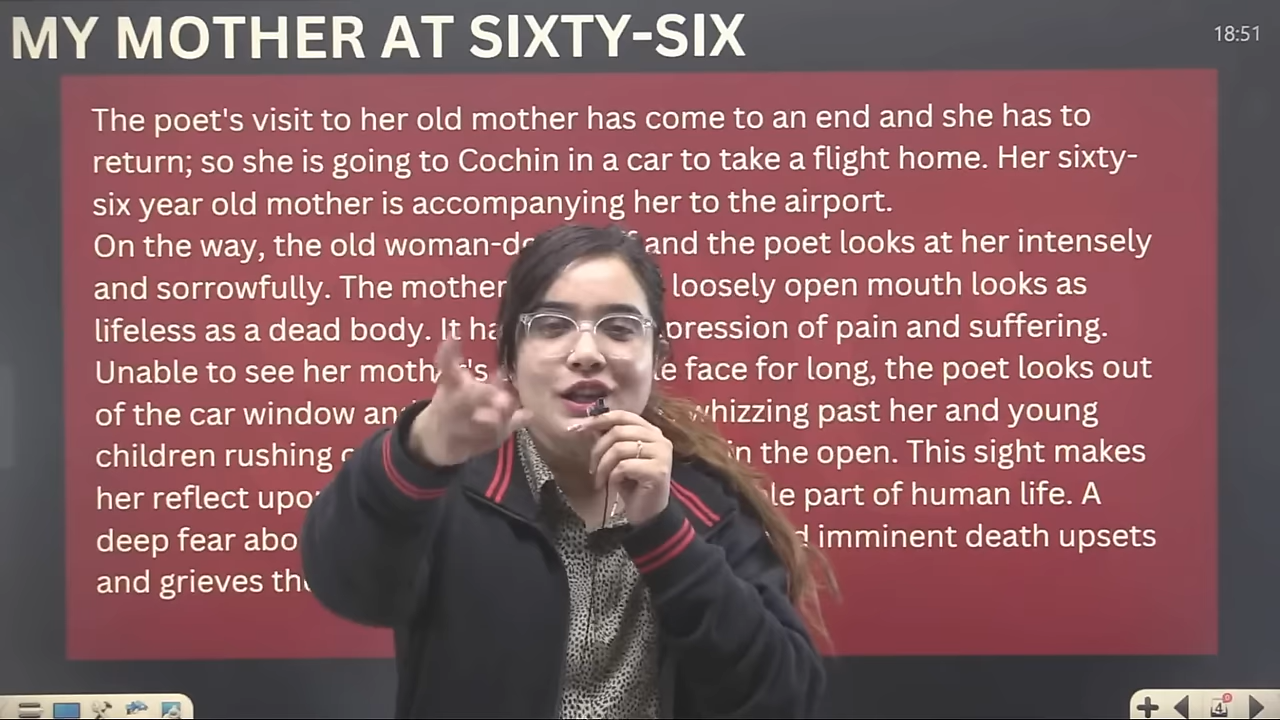 MY MOTHER AT SIXTY-SIX
18:51
The poet's visit to her old mother has come to an end and she has to
return; so she is going to Cochin in a car to take a flight home. Her sixty-
six year old mother is accompanying her to the airport.
On the way, the old woman and the poet looks at her intensely
and sorrowfully. The mother loosely open mouth looks as
lifeless as a dead body. It of pain and suffering.
Unable to see her mother's face for long, the poet looks out
of the car window whizzing past her and young
children rushing in the open. This sight makes
her reflect part of human life. A
deep fear imminent death upsets
and grieves
4